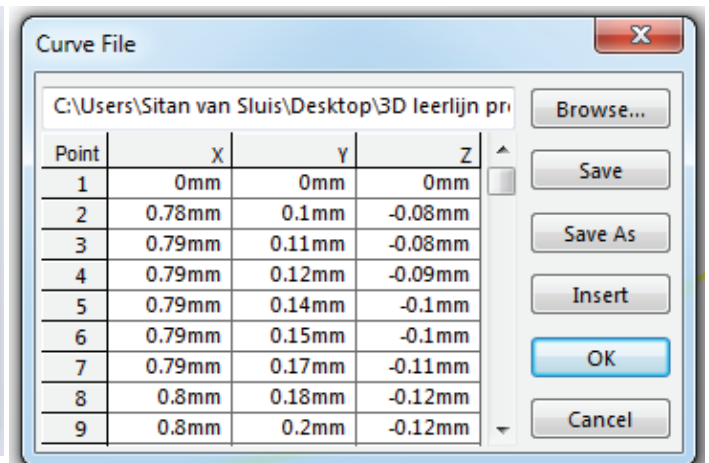 Curve File
C:\Users\Sitan van Sluis\Desktop\3D leerlijn pr
Browse...
Point X Y Z
Save
1 0mm 0mm 0mm
2 0.78mm 0.1mm -0.08mm
Save As
3 0.79mm 0.11mm -0.08mm
4 0.79mm 0.12mm -0.09mm
Insert
5 0.79mm 0.14mm -0.1mm
6 0.79mm 0.15mm -0.1mm
OK
7 0.79mm 0.17mm -0.11mm
8 0.8mm 0.18mm -0.12mm
Cancel
9 0.8mm 0.2mm -0.12mm